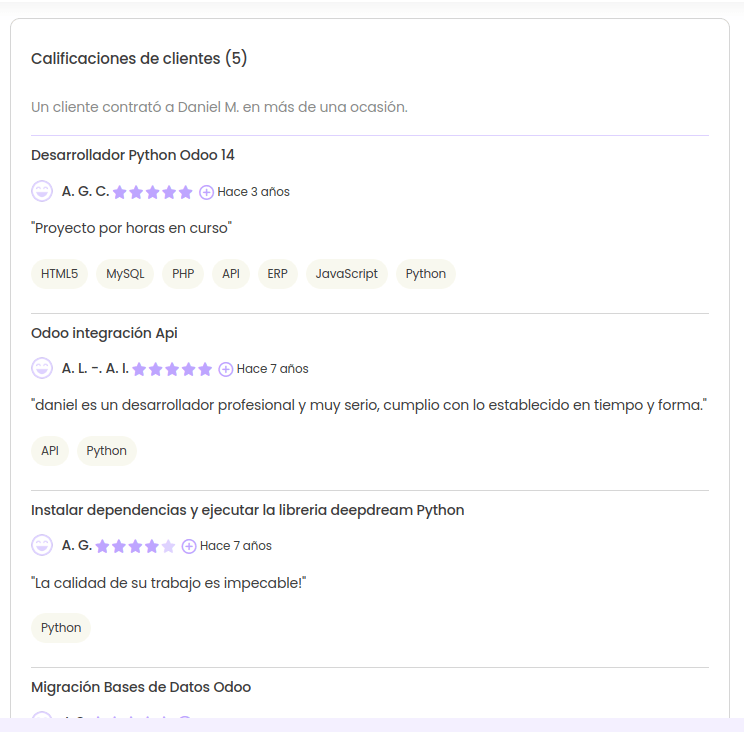 Calificaciones de clientes (5)
Un cliente contrató a Daniel M. en más de una ocasión.
Desarrollador Python Odoo 14
A. G. C. Hace 3 años
"Proyecto por horas en curso"
HTML5 MySQL PHP API ERP JavaScript Python
Odoo integración Api
A. L. -. A. I. Hace 7 años
"daniel es un desarrollador profesional y muy serio, cumplio con lo establecido en tiempo y forma."
API Python
Instalar dependencias y ejecutar la libreria deepdream Python
A. G. Hace 7 años
"La calidad de su trabajo es impecable!"
Python
Migración Bases de Datos Odoo